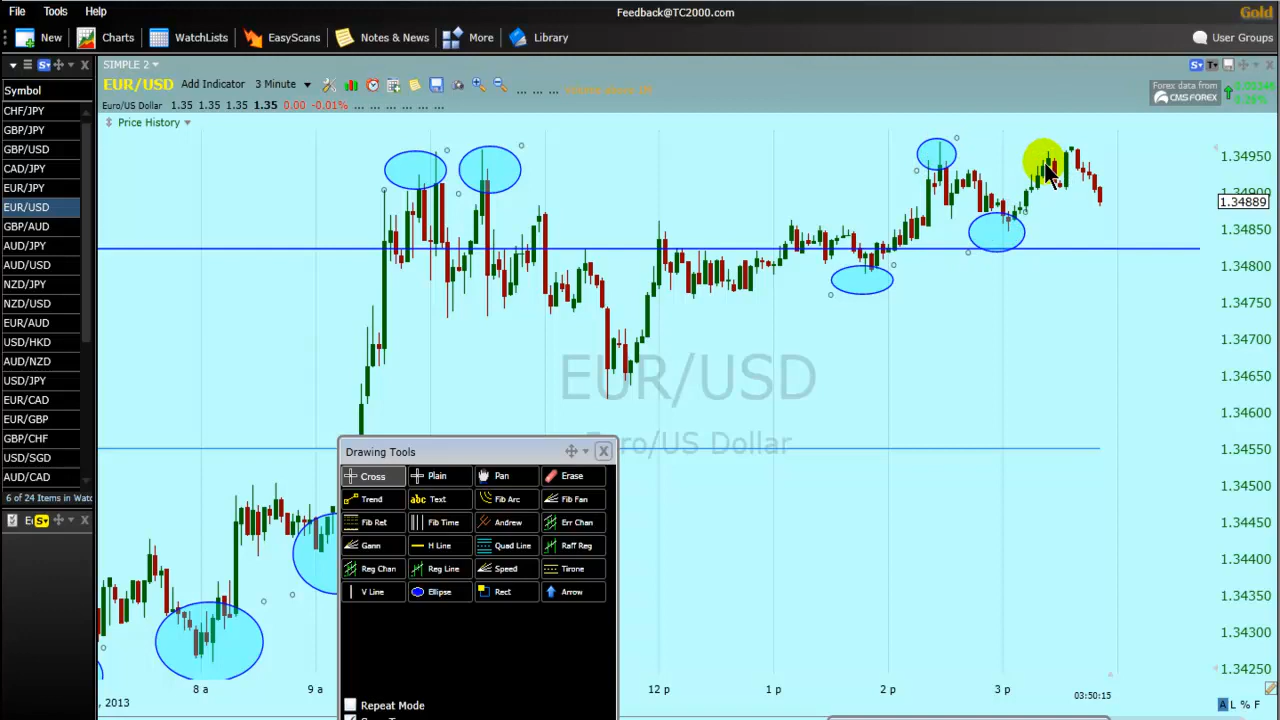 File Tools Help
Feedback@TC2000.com
Gold
New Charts WatchLists EasyScans Notes & News More Library
User Groups
SIMPLE 2
EUR/USD Add Indicator 3 Minute
Forex data from
CMS FOREX
Euro/US Dollar 1.35 1.35 1.35 1.35 0.00 -0.01%
Price History
Symbol
CHF/JPY
GBP/JPY
GBP/USD
CAD/JPY
EUR/JPY
EUR/USD
GBP/AUD
AUD/JPY
AUD/USD
NZD/JPY
NZD/USD
EUR/AUD
USD/HKD
AUD/NZD
USD/JPY
EUR/CAD
EUR/GBP
GBP/CHF
USD/SGD
AUD/CAD
6 of 24 Items in Watc
1.34950
1.34900
1.34889
1.34850
1.34800
1.34750
1.34700
1.34650
1.34600
1.34550
1.34500
1.34450
1.34400
1.34350
1.34300
1.34250
EUR/USD
Euro/US Dollar
Drawing Tools
Cross Plain Pan Erase
Trend Text Fib Arc Fib Fan
Fib Ret Fib Time Andrew Err Chan
Gann H Line Quad Line Raff Reg
Reg Chan Reg Line Speed Tirone
V Line Ellipse Rect Arrow
Repeat Mode
, 2013 8 a 9 a 12 p 1 p 2 p 3 p 03:50:15
A L % F